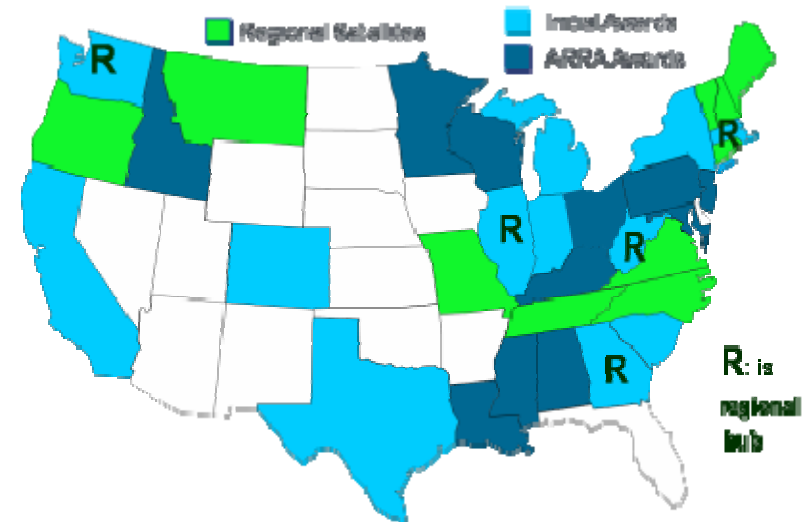 Regional Satellites
Initial Awards
ARRA Awards
R
R
R
R
R
R: is
regional
hub